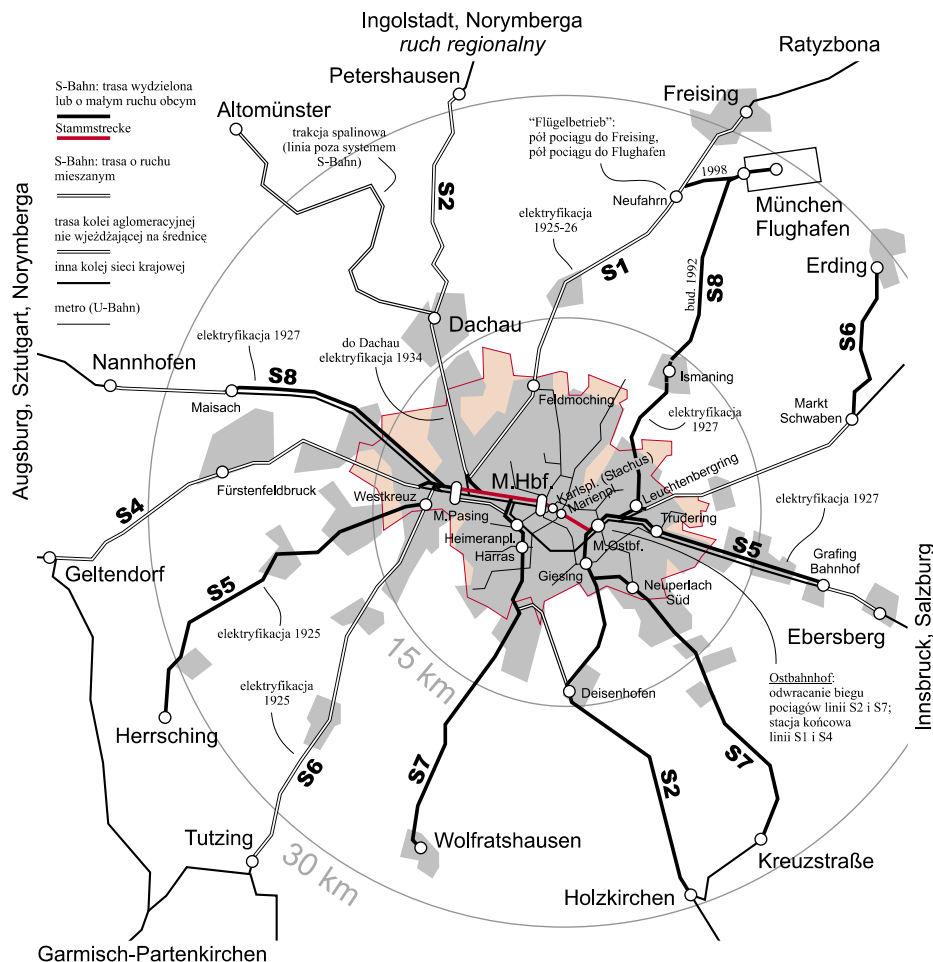 Ingolstadt, Norymberga
ruch regionalny
Ratyzbona
Petershausen
S-Bahn: trasa wydzielona
lub o małym ruchu obcym
Stammstrecke
S-Bahn: trasa o ruchu
mieszanym
trasa kolei aglomeracyjnej
nie wjeżdżającej na średnicę
inna kolej sieci krajowej
metro (U-Bahn)
Altomünster
trakcja spalinowa
(linia poza systemem
S-Bahn)
S2
"Flügelbetrieb":
pół pociągu do Freising,
pół pociągu do Flughafen
Freising
1998
Neufahrn
München
Flughafen
elektryfikacja
1925-26
S1
bud. 1992
S8
Erding
S6
Augsburg, Sztutgart, Norymberga
elektryfikacja 1927
Dachau
do Dachau
elektryfikacja 1934
Nannhofen
S8
Maisach
Ismaning
Feldmoching
Markt
Schwaben
elektryfikacja
1927
M.Hbf.
Karlspl. (Stachus)
Marienpl.
Leuchtenbergring
Fürstenfeldbruck
Westkreuz
M.Pasing
S4
Heimeranpl.
Harras
M.Ostbf.
Trudering
elektryfikacja 1927
S5
Grafing
Bahnhof
Geltendorf
Giesing
Neuperlach
Süd
Ebersberg
S5
elektryfikacja 1925
Innsbruck, Salzburg
15 km
elektryfikacja
1925
Deisenhofen
Ostbahnhof:
odwracanie biegu
pociągów linii S2 i S7;
stacja końcowa
linii S1 i S4
Herrsching
S6
S7
S2
S7
Tutzing
30 km
Wolfratshausen
Kreuzstraße
Holzkirchen
Garmisch-Partenkirchen